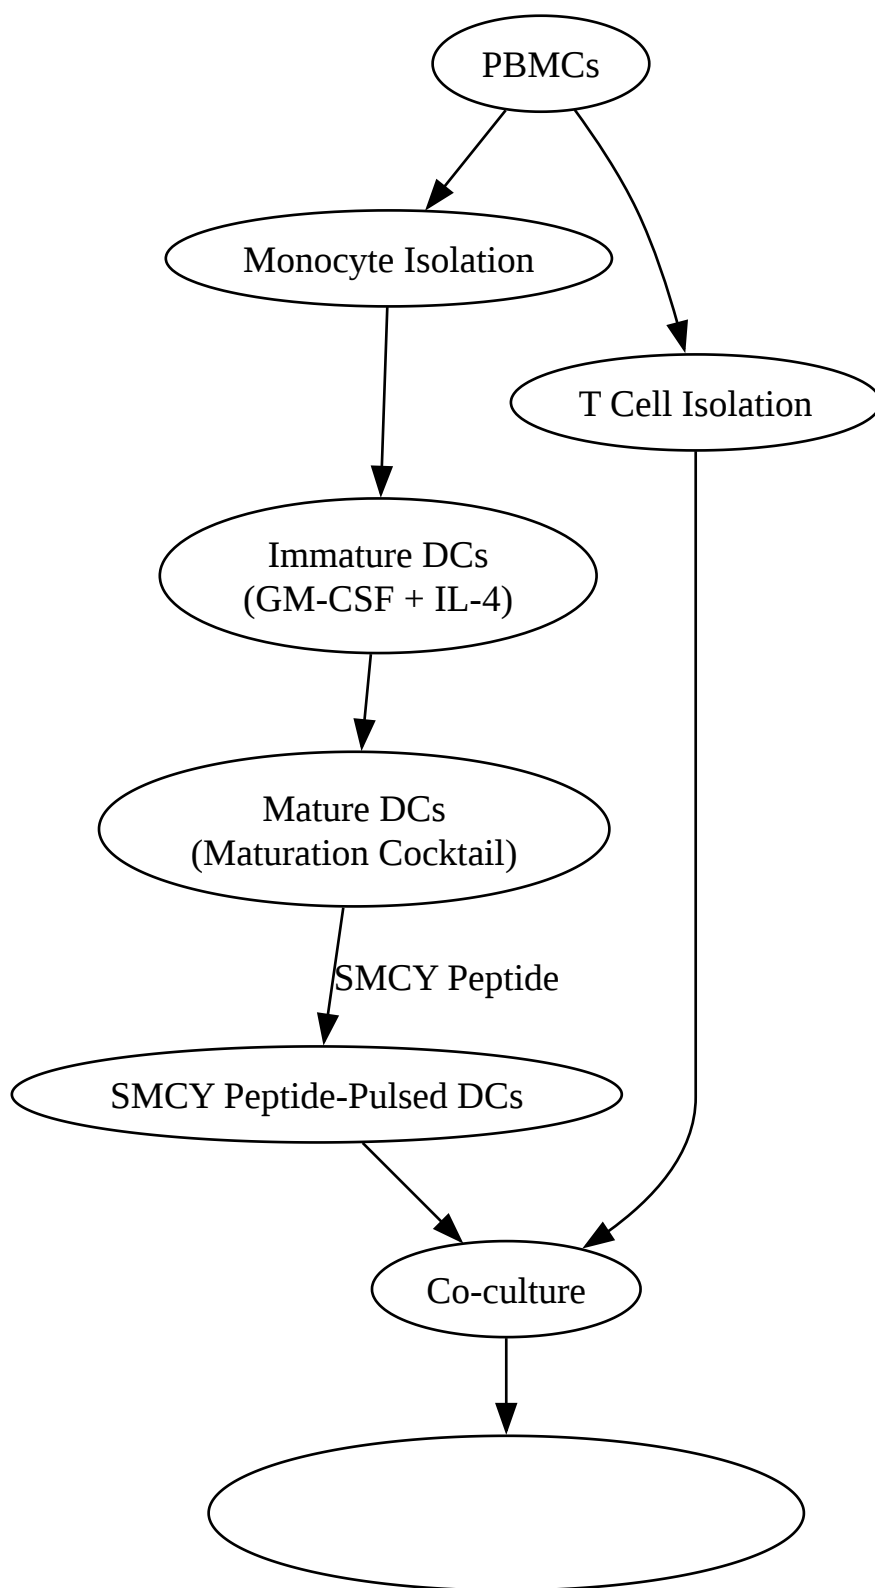 PBMCs
Monocyte Isolation
T Cell Isolation
Immature DCs
(GM-CSF + IL-4)
Mature DCs
(Maturation Cocktail)
SMCY Peptide
SMCY Peptide-Pulsed DCs
Co-culture